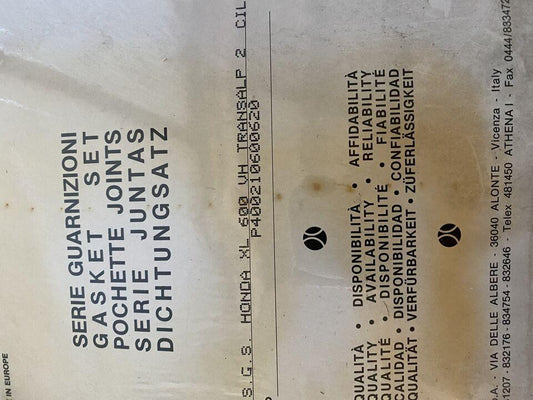 IN EUROPE
SERIE GUARNIZIONI
GASKET SET
POCHETTE JOINTS
SERIE JUNTAS
DICHTUNGSATZ
S.G.S. HONDA XL 600 VH TRANSALP 2 CIL
P400210600620
QUALITÀ • DISPONIBILITÀ • AFFIDABILITÀ
QUALITY • AVAILABILITY • RELIABILITY
QUALITÉ • DISPONIBILITÉ • FIABILITÉ
CALIDAD • DISPONIBILIDAD • CONFIABILIDAD
QUALITÄT • VERFÜRBARKEIT • ZÜFERLÄSSIGKEIT
VIA DELLE ALBERE - 36040 ALONTE - Vicenza - Italy
832176 - 834754 - 832646 - Telex 481450 ATHENA I - Fax 0444/833472